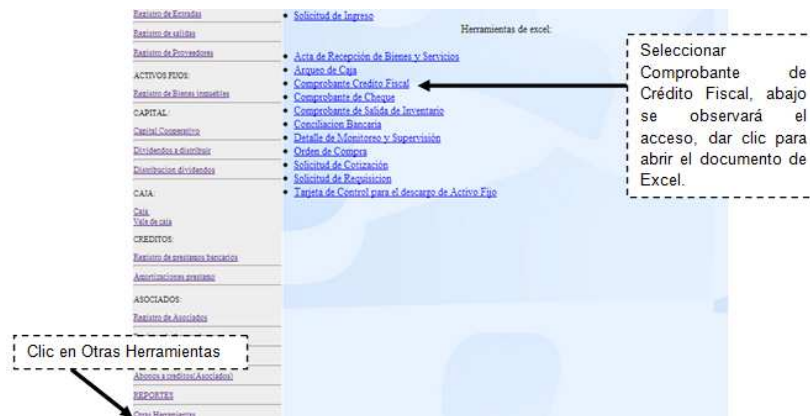 Registro de Entradas
Registro de salidas
Registro de Proveedores
ACTIVOS FIJOS:
Registro de Bienes inmuebles
CAPITAL:
Capital Cooperativo
Dividendos a distribuir
Distribucion dividendos
CAJA:
Caja
Vale de caja
CREDITOS:
Registro de prestamos bancarios
Amortizaciones prestamo
ASOCIADOS:
Registro de Asociados
Clic en Otras Herramientas
Abonos a creditos(Asociados)
REPORTES
Otras Herramientas
Solicitud de Ingreso
Herramientas de excel:
Acta de Recepción de Bienes y Servicios
Arqueo de Caja
Comprobante Credito Fiscal
Comprobante de Cheque
Comprobante de Salida de Inventario
Conciliacion Bancaria
Detalle de Monitoreo y Supervisión
Orden de Compra
Solicitud de Cotización
Solicitud de Requisicion
Tarjeta de Control para el descargo de Activo Fijo
Seleccionar
Comprobante de
Crédito Fiscal, abajo
se observará el
acceso, dar clic para
abrir el documento de
Excel.